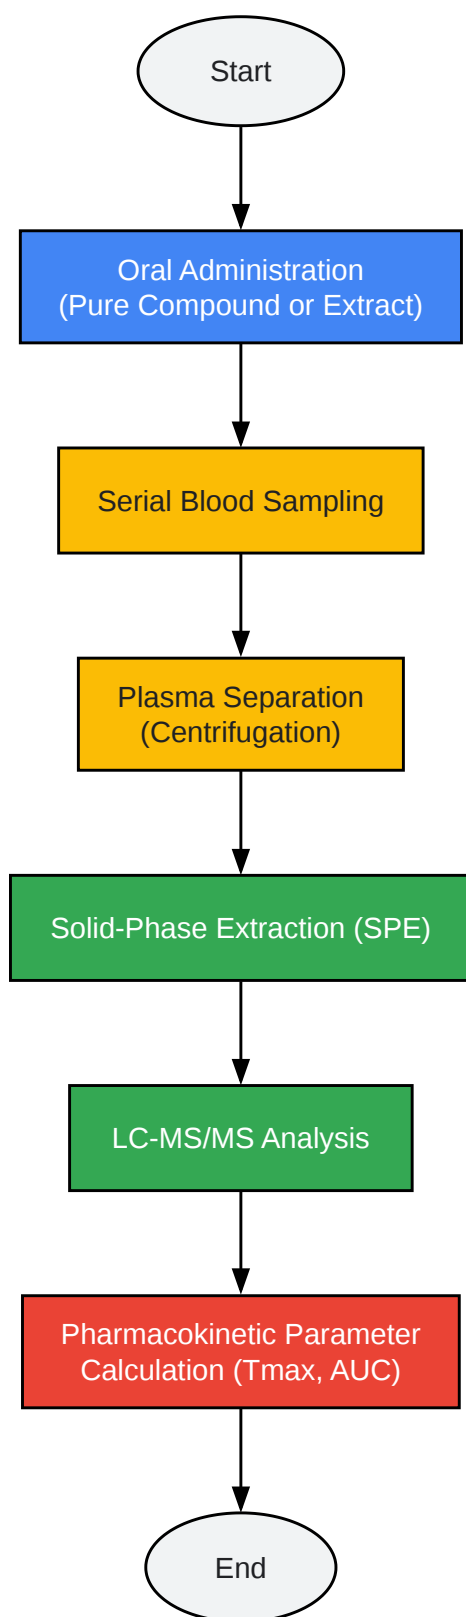 Start
Oral Administration
(Pure Compound or Extract)
Serial Blood Sampling
Plasma Separation
(Centrifugation)
Solid-Phase Extraction (SPE)
LC-MS/MS Analysis
Pharmacokinetic Parameter
Calculation (Tmax, AUC)
End